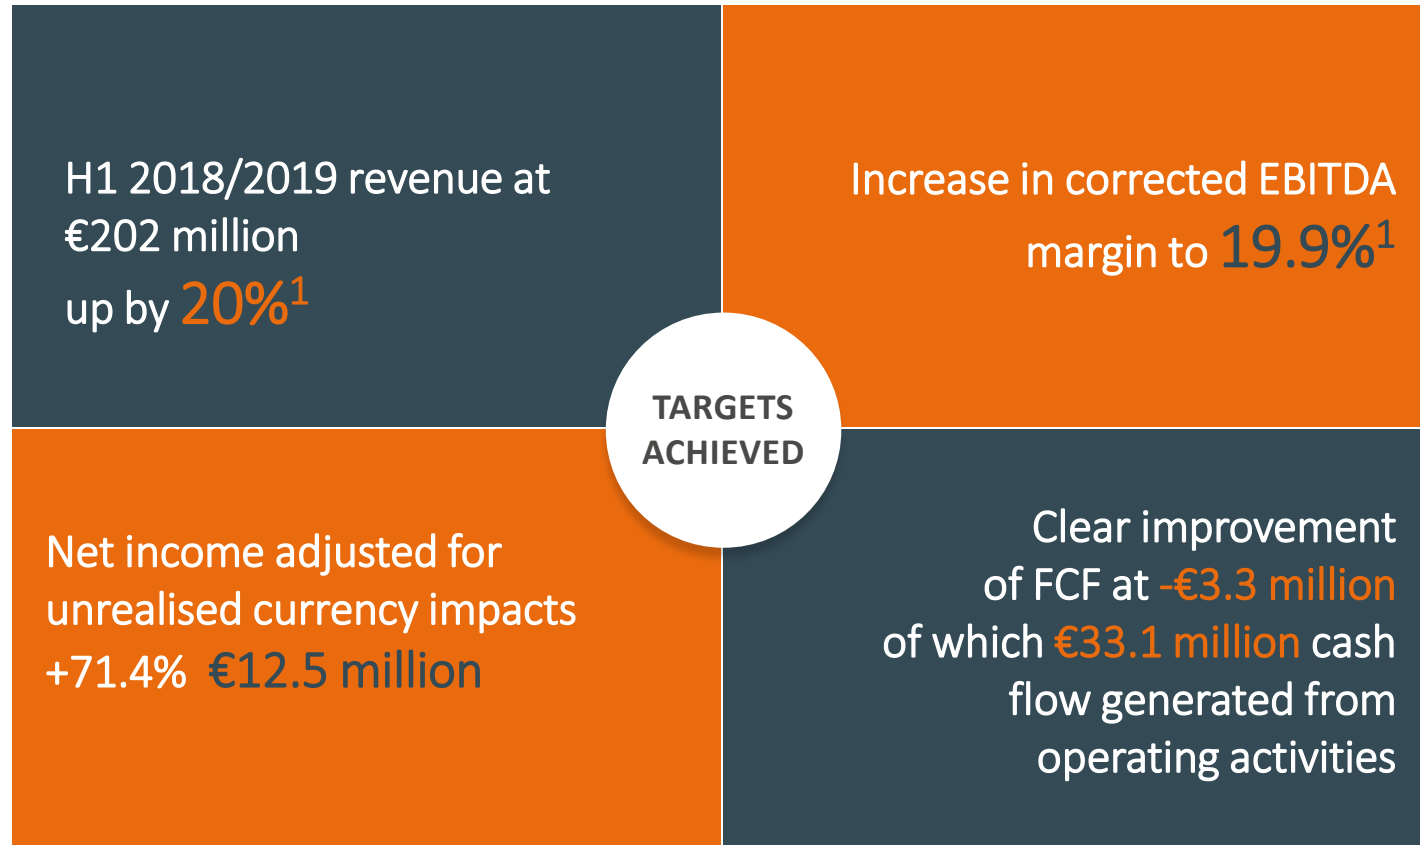 H1 2018/2019 revenue at
€202 million
up by 20%¹
Increase in corrected EBITDA
margin to 19.9%¹
TARGETS
ACHIEVED
Net income adjusted for
unrealised currency impacts
+71.4% €12.5 million
Clear improvement
of FCF at -€3.3 million
of which €33.1 million cash
flow generated from
operating activities